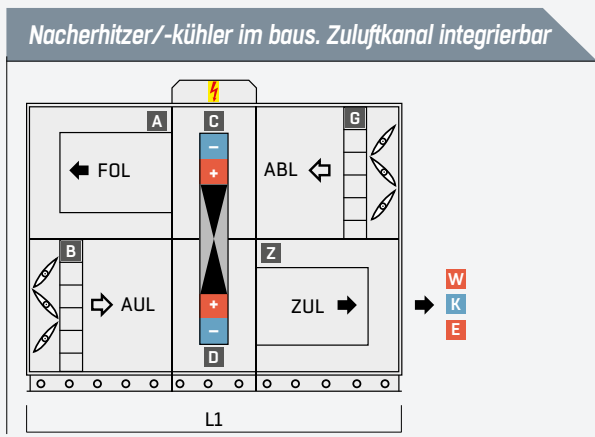 Nacherhitzer/-kühler im baus. Zuluftkanal integrierbar
A C G
−
FOL + ABL
B Z
W
AUL + ZUL K
− E
D
L1